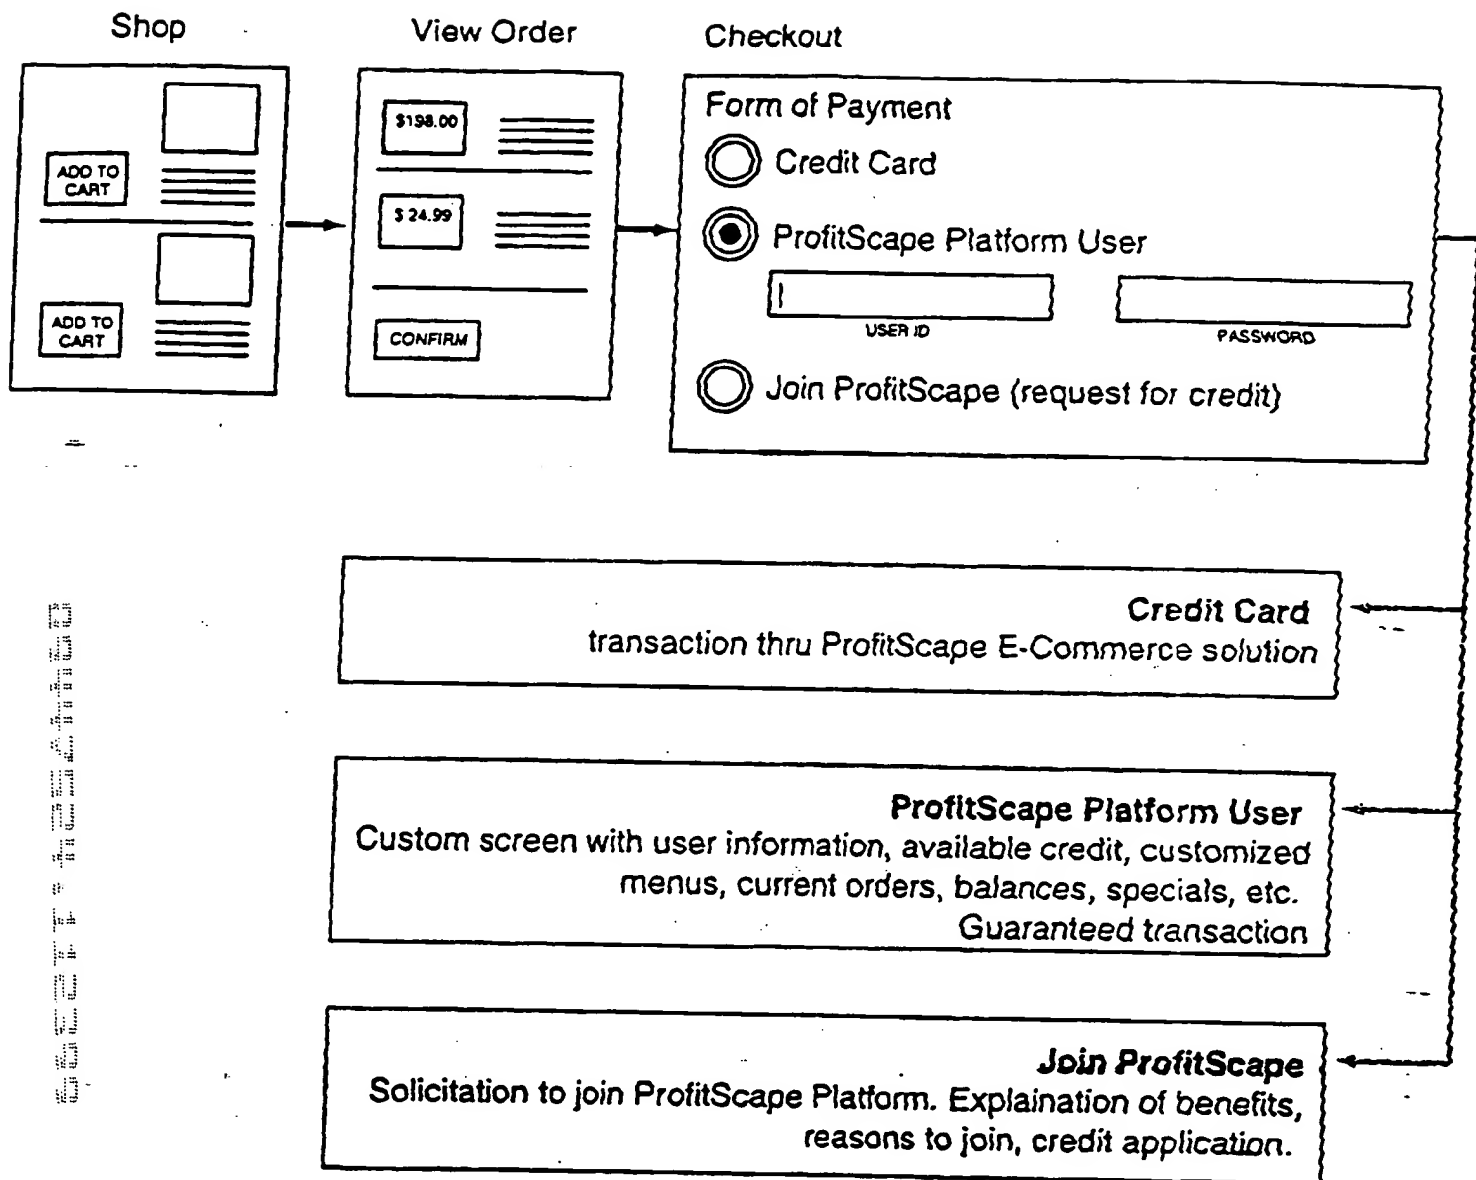 Shop
View Order
Checkout
ADD TO
CART
ADD TO
CART
$198.00
$ 24.99
CONFIRM
Form of Payment
Credit Card
ProfitScape Platform User
USER ID
PASSWORD
Join ProfitScape (request for credit)
Credit Card
transaction thru ProfitScape E-Commerce solution
ProfitScape Platform User
Custom screen with user information, available credit, customized
menus, current orders, balances, specials, etc.
Guaranteed transaction
Join ProfitScape
Solicitation to join ProfitScape Platform. Explaination of benefits,
reasons to join, credit application.